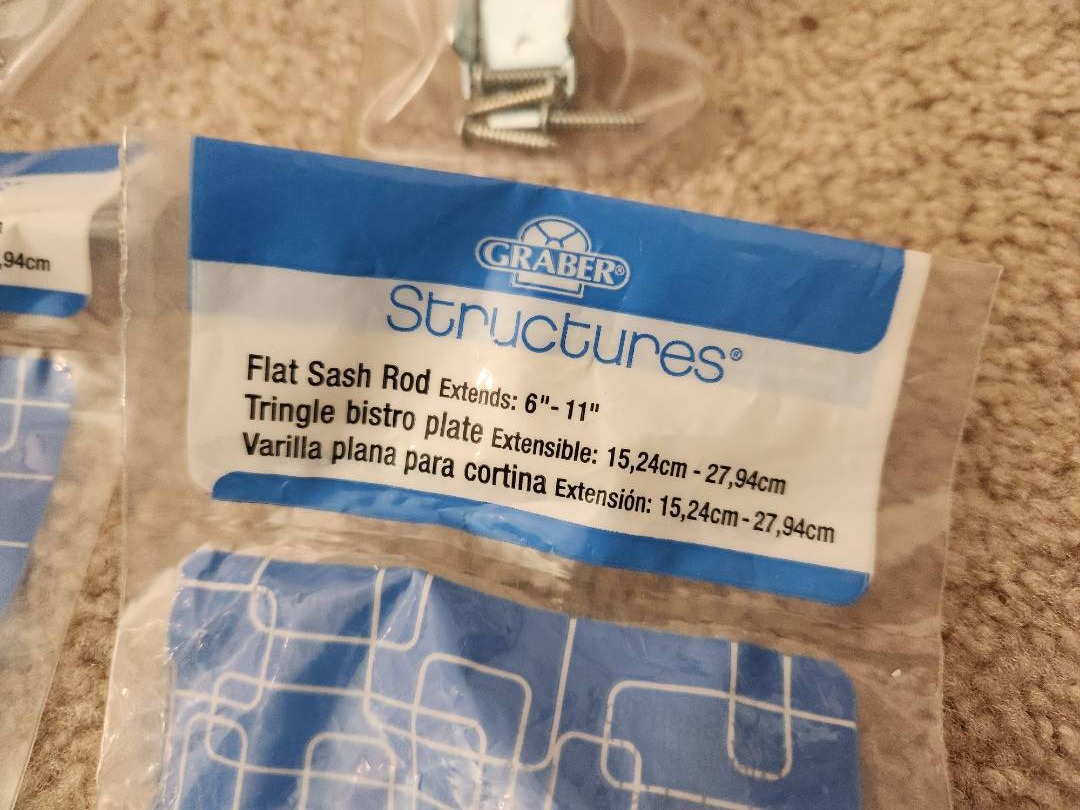 GRABER®
Structures®
Flat Sash Rod Extends: 6"- 11"
Tringle bistro plate Extensible: 15,24cm - 27,94cm
Varilla plana para cortina Extensión: 15,24cm - 27,94cm
,94cm